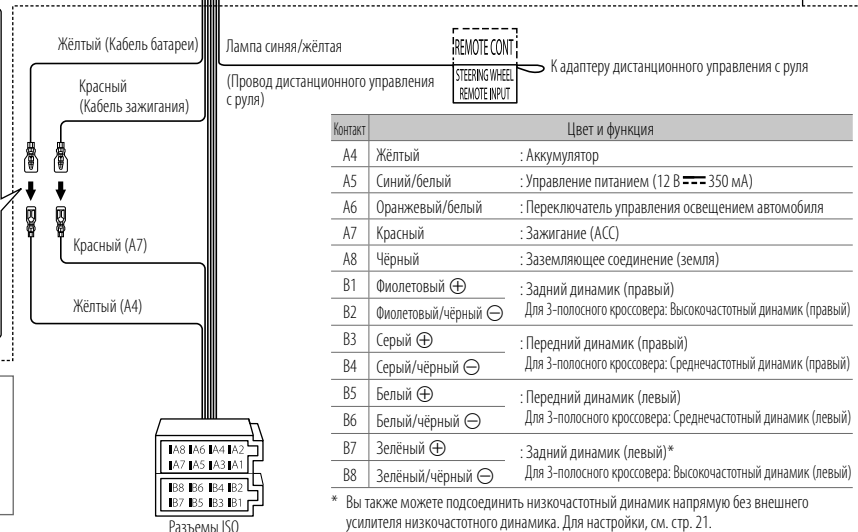 Жёлтый (Кабель батареи)
Лампа синяя/жёлтая
REMOTE CONT
STEERING WHEEL
REMOTE INPUT
К адаптеру дистанционного управления с руля
(Провод дистанционного управления
с руля)
Красный
(Кабель зажигания)
Красный (A7)
Жёлтый (A4)
Контакт Цвет и функция
A4 Жёлтый : Аккумулятор
A5 Синий/белый : Управление питанием (12 В ⎓ 350 мА)
A6 Оранжевый/белый : Переключатель управления освещением автомобиля
A7 Красный : Зажигание (ACC)
A8 Чёрный : Заземляющее соединение (земля)
B1 Фиолетовый ⊕ : Задний динамик (правый)
B2 Фиолетовый/чёрный ⊖ Для 3-полосного кроссовера: Высокочастотный динамик (правый)
B3 Серый ⊕ : Передний динамик (правый)
B4 Серый/чёрный ⊖ Для 3-полосного кроссовера: Среднечастотный динамик (правый)
B5 Белый ⊕ : Передний динамик (левый)
B6 Белый/чёрный ⊖ Для 3-полосного кроссовера: Среднечастотный динамик (левый)
B7 Зелёный ⊕ : Задний динамик (левый)*
B8 Зелёный/чёрный ⊖ Для 3-полосного кроссовера: Высокочастотный динамик (левый)
* Вы также можете подсоединить низкочастотный динамик напрямую без внешнего
усилителя низкочастотного динамика. Для настройки, см. стр. 21.
A8 A6 A4 A2
A7 A5 A3 A1
B8 B6 B4 B2
B7 B5 B3 B1
Разъемы ISO